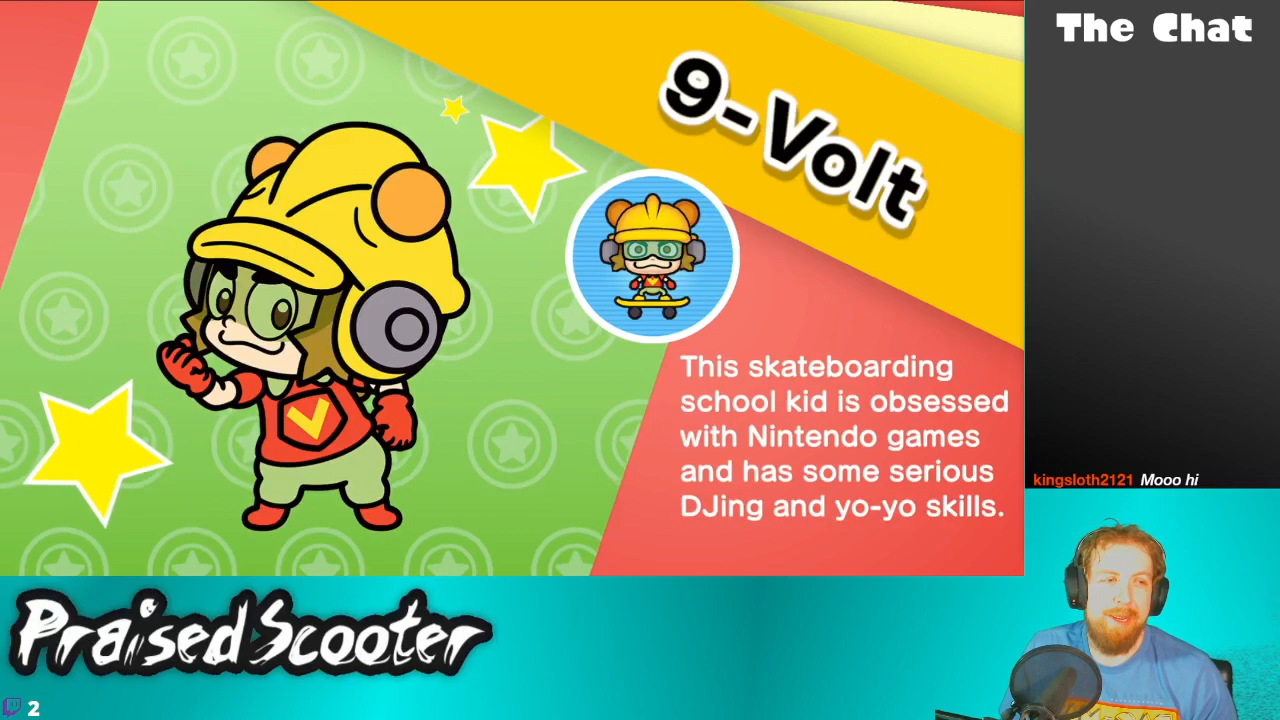 9-Volt
This skateboarding
school kid is obsessed
with Nintendo games
and has some serious
DJing and yo-yo skills.
The Chat
kingsloth2121 Mooo hi
PraisedScooter
2